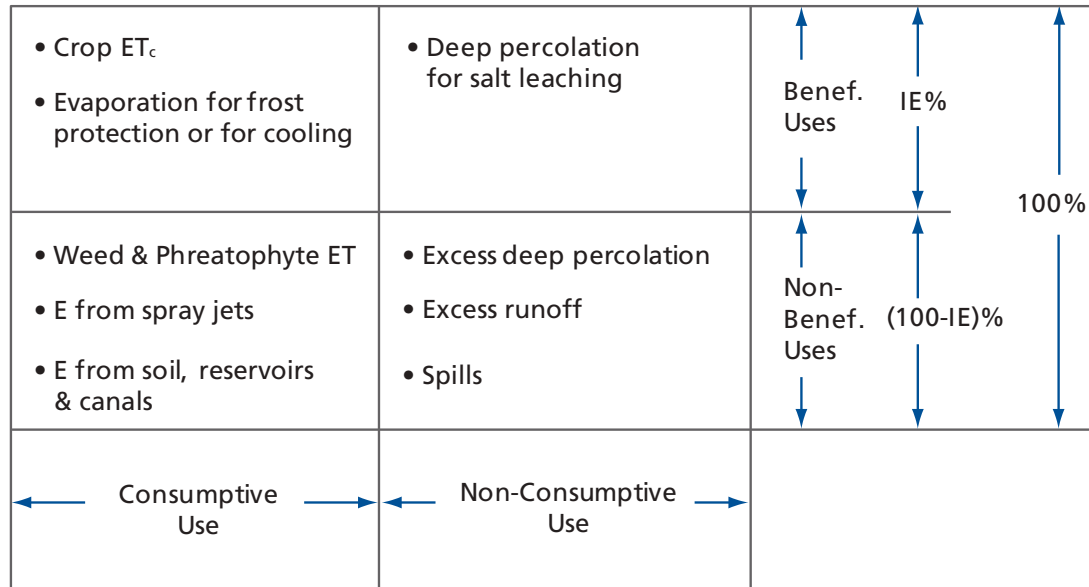 • Crop ETc
• Evaporation for frost
protection or for cooling
• Deep percolation
for salt leaching
Benef.
Uses
IE%
100%
• Weed & Phreatophyte ET
• E from spray jets
• E from soil, reservoirs
& canals
• Excess deep percolation
• Excess runoff
• Spills
Non-
Benef.
Uses
(100-IE)%
Consumptive
Use
Non-Consumptive
Use